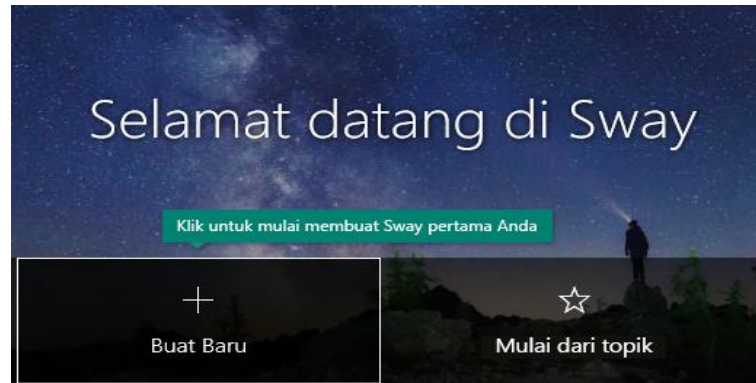 Selamat datang di Sway
Klik untuk mulai membuat Sway pertama Anda
Buat Baru
Mulai dari topik